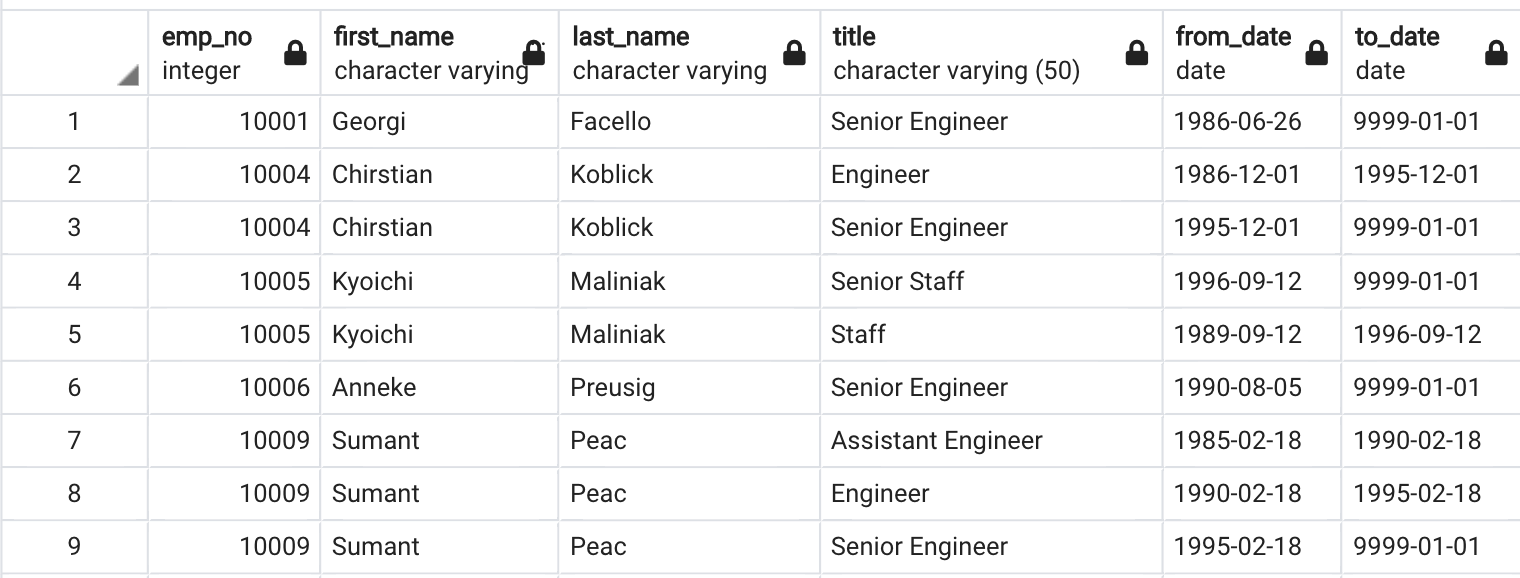 emp_no first_name last_name title from_date to_date
integer character varying character varying character varying (50) date date
1 10001 Georgi Facello Senior Engineer 1986-06-26 9999-01-01
2 10004 Chirstian Koblick Engineer 1986-12-01 1995-12-01
3 10004 Chirstian Koblick Senior Engineer 1995-12-01 9999-01-01
4 10005 Kyoichi Maliniak Senior Staff 1996-09-12 9999-01-01
5 10005 Kyoichi Maliniak Staff 1989-09-12 1996-09-12
6 10006 Anneke Preusig Senior Engineer 1990-08-05 9999-01-01
7 10009 Sumant Peac Assistant Engineer 1985-02-18 1990-02-18
8 10009 Sumant Peac Engineer 1990-02-18 1995-02-18
9 10009 Sumant Peac Senior Engineer 1995-02-18 9999-01-01